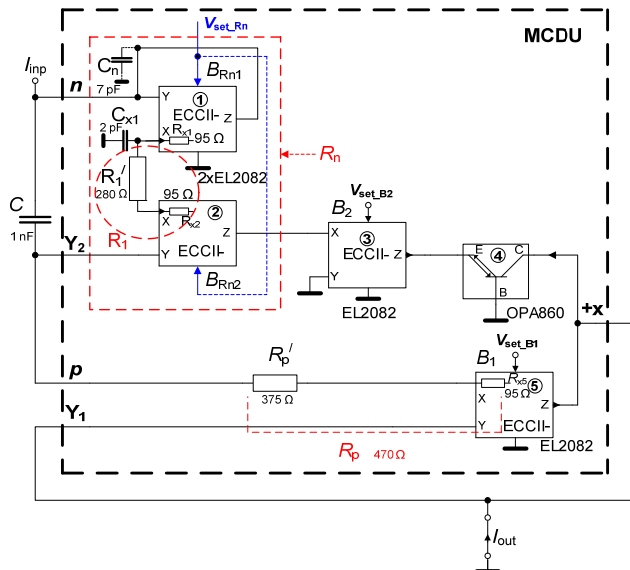 V_set_Rn
MCDU
I_inp
C_n
7 pF
n
B_Rn1
Y
①
ECCII-
Z
C_x1
2 pF
X
R_x1
95 Ω
R_n
2xEL2082
R_1/
280 Ω
95 Ω
②
R_x2
X
ECCII-
Z
Y
R_1
B_Rn2
C
1 nF
Y_2
V_set_B2
B_2
X
③
ECCII-
Z
Y
EL2082
E
④
C
B
OPA860
+x
V_set_B1
B_1
p
R_p/
375 Ω
R_x5
⑤
95 Ω
X
Z
Y
ECCII-
EL2082
Y_1
R_p 470 Ω
I_out